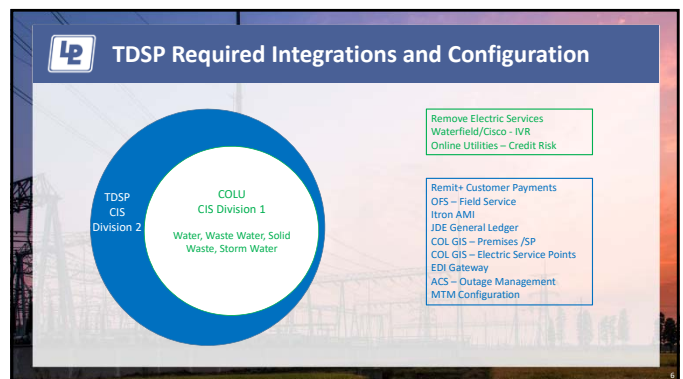 LP
TDSP Required Integrations and Configuration
TDSP
CIS
Division 2
COLU
CIS Division 1
Water, Waste Water, Solid
Waste, Storm Water
Remove Electric Services
Waterfield/Cisco - IVR
Online Utilities – Credit Risk
Remit+ Customer Payments
OFS – Field Service
Itron AMI
JDE General Ledger
COL GIS – Premises /SP
COL GIS – Electric Service Points
EDI Gateway
ACS – Outage Management
MTM Configuration
6